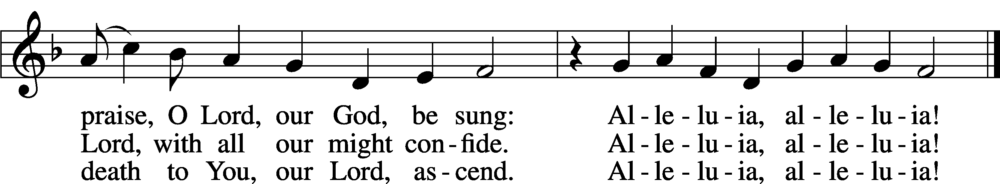 praise, O Lord, our God, be sung: Al - le - lu - ia, al - le - lu - ia!
Lord, with all our might con - fide. Al - le - lu - ia, al - le - lu - ia!
death to You, our Lord, as - cend. Al - le - lu - ia, al - le - lu - ia!